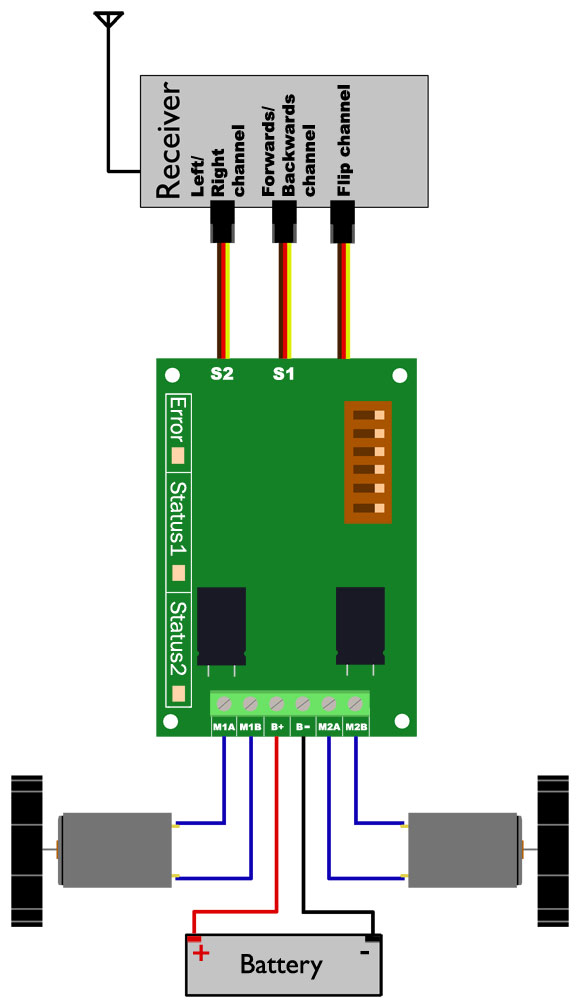 Receiver
Left/
Right
channel
Forwards/
Backwards
channel
Flip channel
S2
S1
Error
Status1
Status2
M1A
M1B
B+
B-
M2A
M2B
+
-
Battery